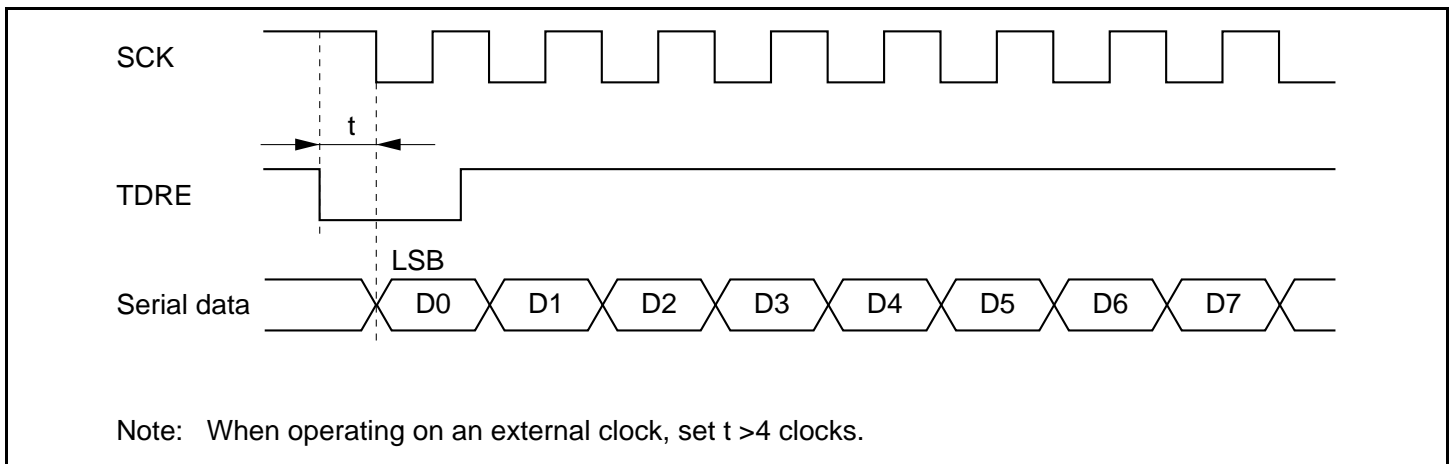 SCK
t
TDRE
LSB
Serial data D0 D1 D2 D3 D4 D5 D6 D7
Note: When operating on an external clock, set t >4 clocks.